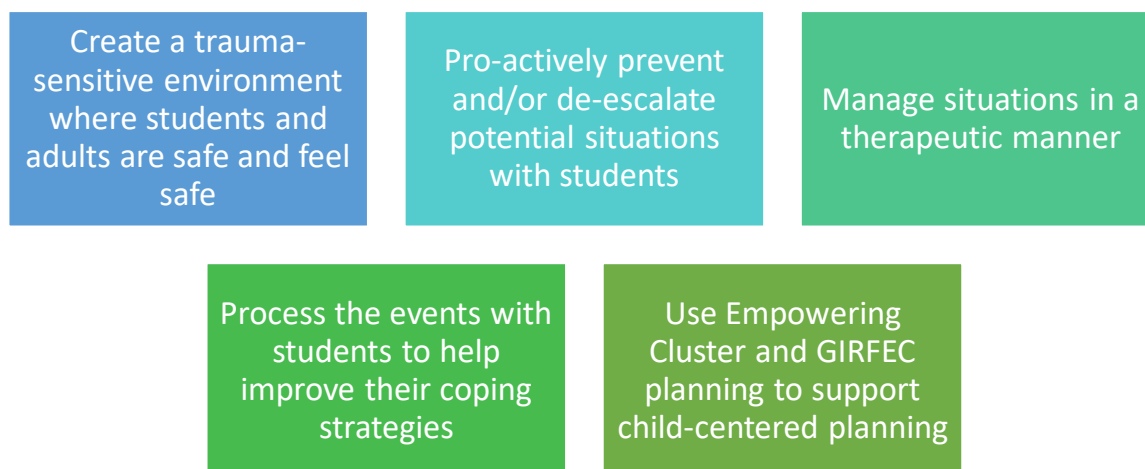 Create a trauma-
sensitive environment
where students and
adults are safe and feel
safe
Pro-actively prevent
and/or de-escalate
potential situations
with students
Manage situations in a
therapeutic manner
Process the events with
students to help
improve their coping
strategies
Use Empowering
Cluster and GIRFEC
planning to support
child-centered planning